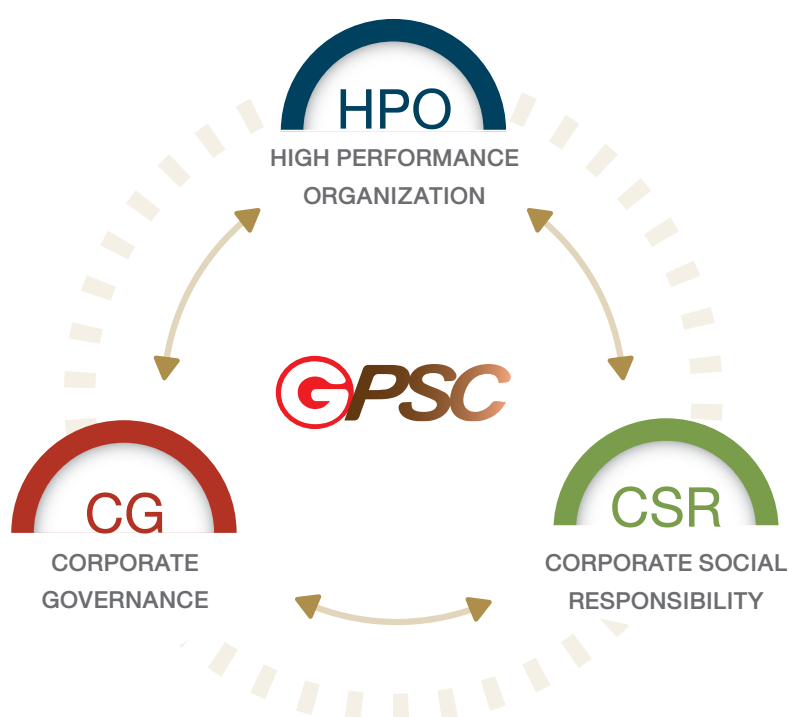 HPO
HIGH PERFORMANCE
ORGANIZATION
GPSC
CG
CORPORATE
GOVERNANCE
CSR
CORPORATE SOCIAL
RESPONSIBILITY